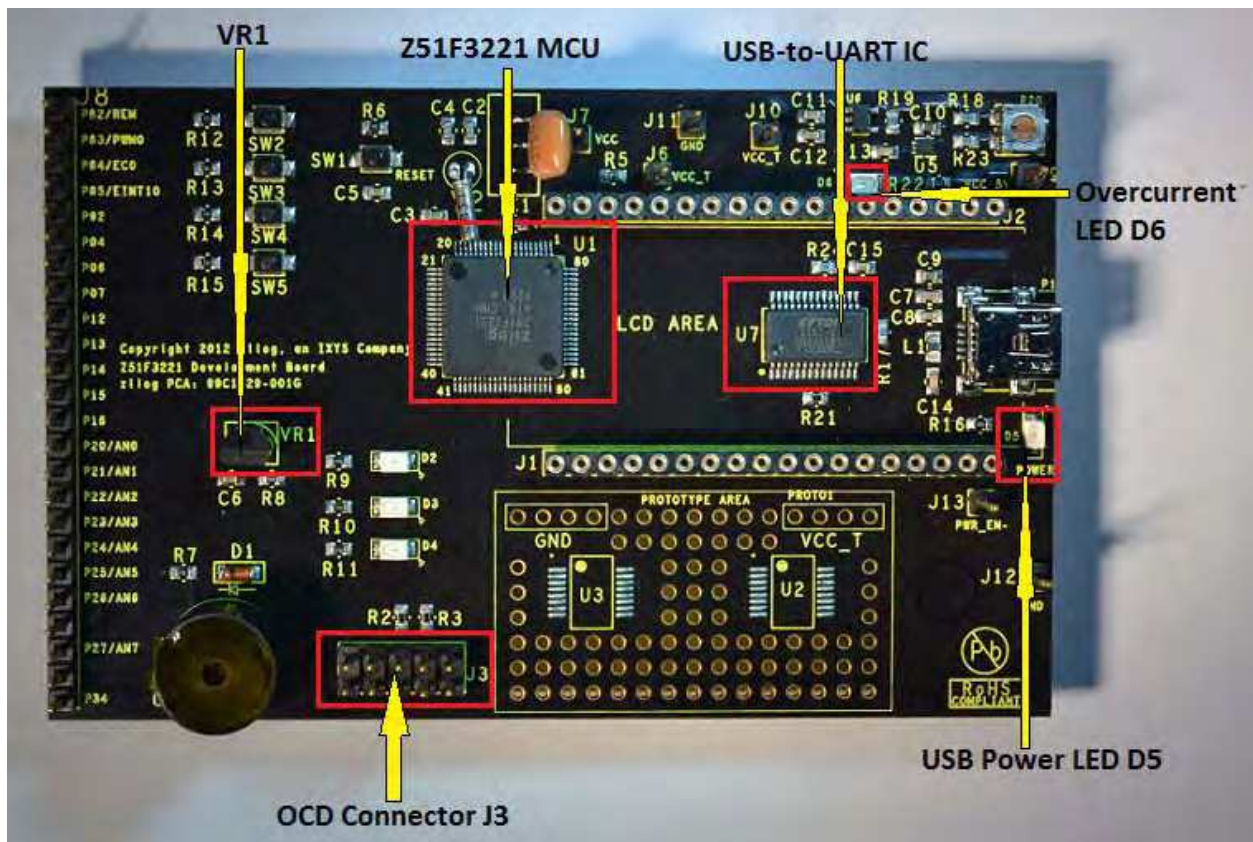 VR1
Z51F3221 MCU
USB-to-UART IC
Overcurrent
LED D6
USB Power LED D5
OCD Connector J3
J8
P82/REM
P83/PWM0
P84/EC0
P85/EINT10
P02
P04
P06
P07
P12
P13
P14
P15
P16
P20/AN0
P21/AN1
P22/AN2
P23/AN3
P24/AN4
P25/AN5
P26/AN6
P27/AN7
P34
R12
SW2
R13
SW3
R14
SW4
R15
SW5
R6
SW1
RESET
C5
C4 C2
C3
J7
VCC
R5
J6
VCC_T
J11
GND
J10
VCC_T
C11
C12
R19
C10
U5
R18
R23
D6
R22
J2
20
1
U1
21
80
40
41
60
LCD AREA
U7
R21
C15
C9
C7
C8
L1
C14
R16
P1
D5
POWER
Copyright 2012 Zilog, an IXYS Company
Z51F3221 Development Board
VR1
C6
R8
R9
D2
R10
D3
R11
D4
R7
D1
R2
R3
J3
J1
PROTOTYPE AREA
PROTO1
GND
VCC_T
U3
U2
J13
PWR_EN-
J12
Pb
RoHS
COMPLIANT